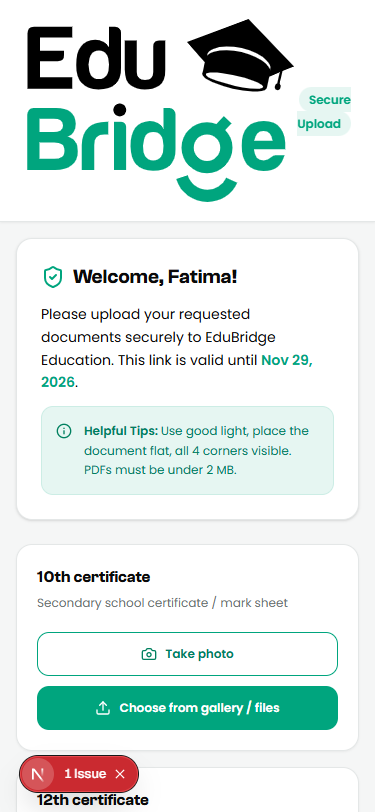 Edu
Bridge
Secure
Upload
Welcome, Fatima!
Please upload your requested
documents securely to EduBridge
Education. This link is valid until Nov 29,
2026.
Helpful Tips: Use good light, place the
document flat, all 4 corners visible.
PDFs must be under 2 MB.
10th certificate
Secondary school certificate / mark sheet
Take photo
Choose from gallery / files
N
1 Issue
12th certificate